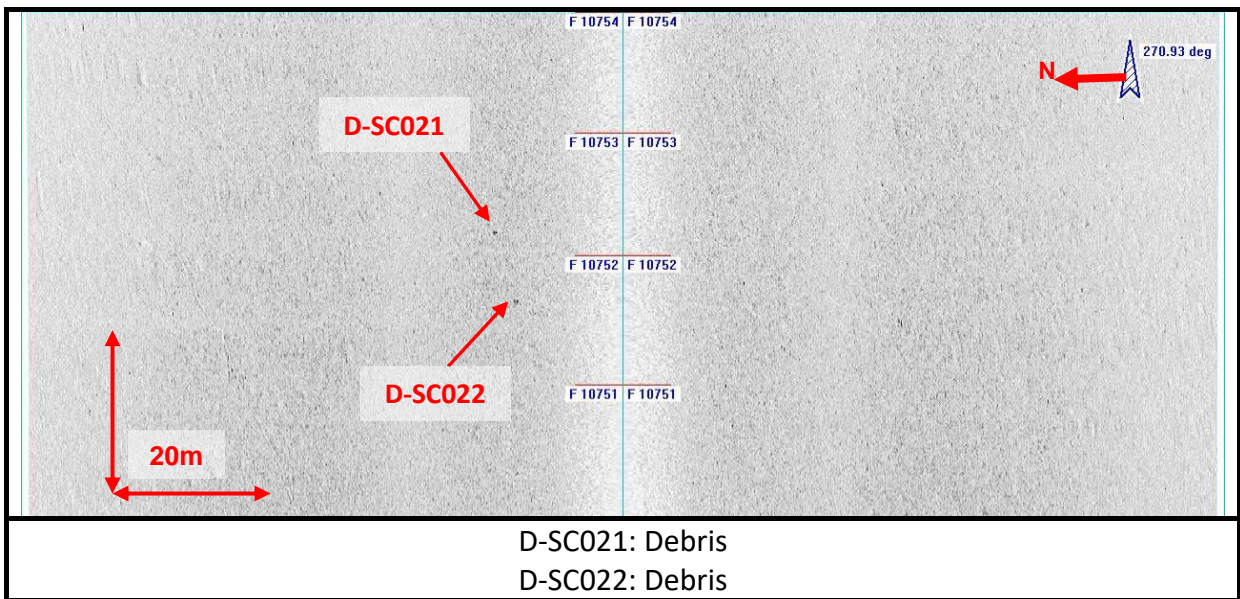 F 10754 F 10754
270.93 deg
N
D-SC021
F 10753 F 10753
F 10752 F 10752
D-SC022
F 10751 F 10751
20m
D-SC021: Debris
D-SC022: Debris